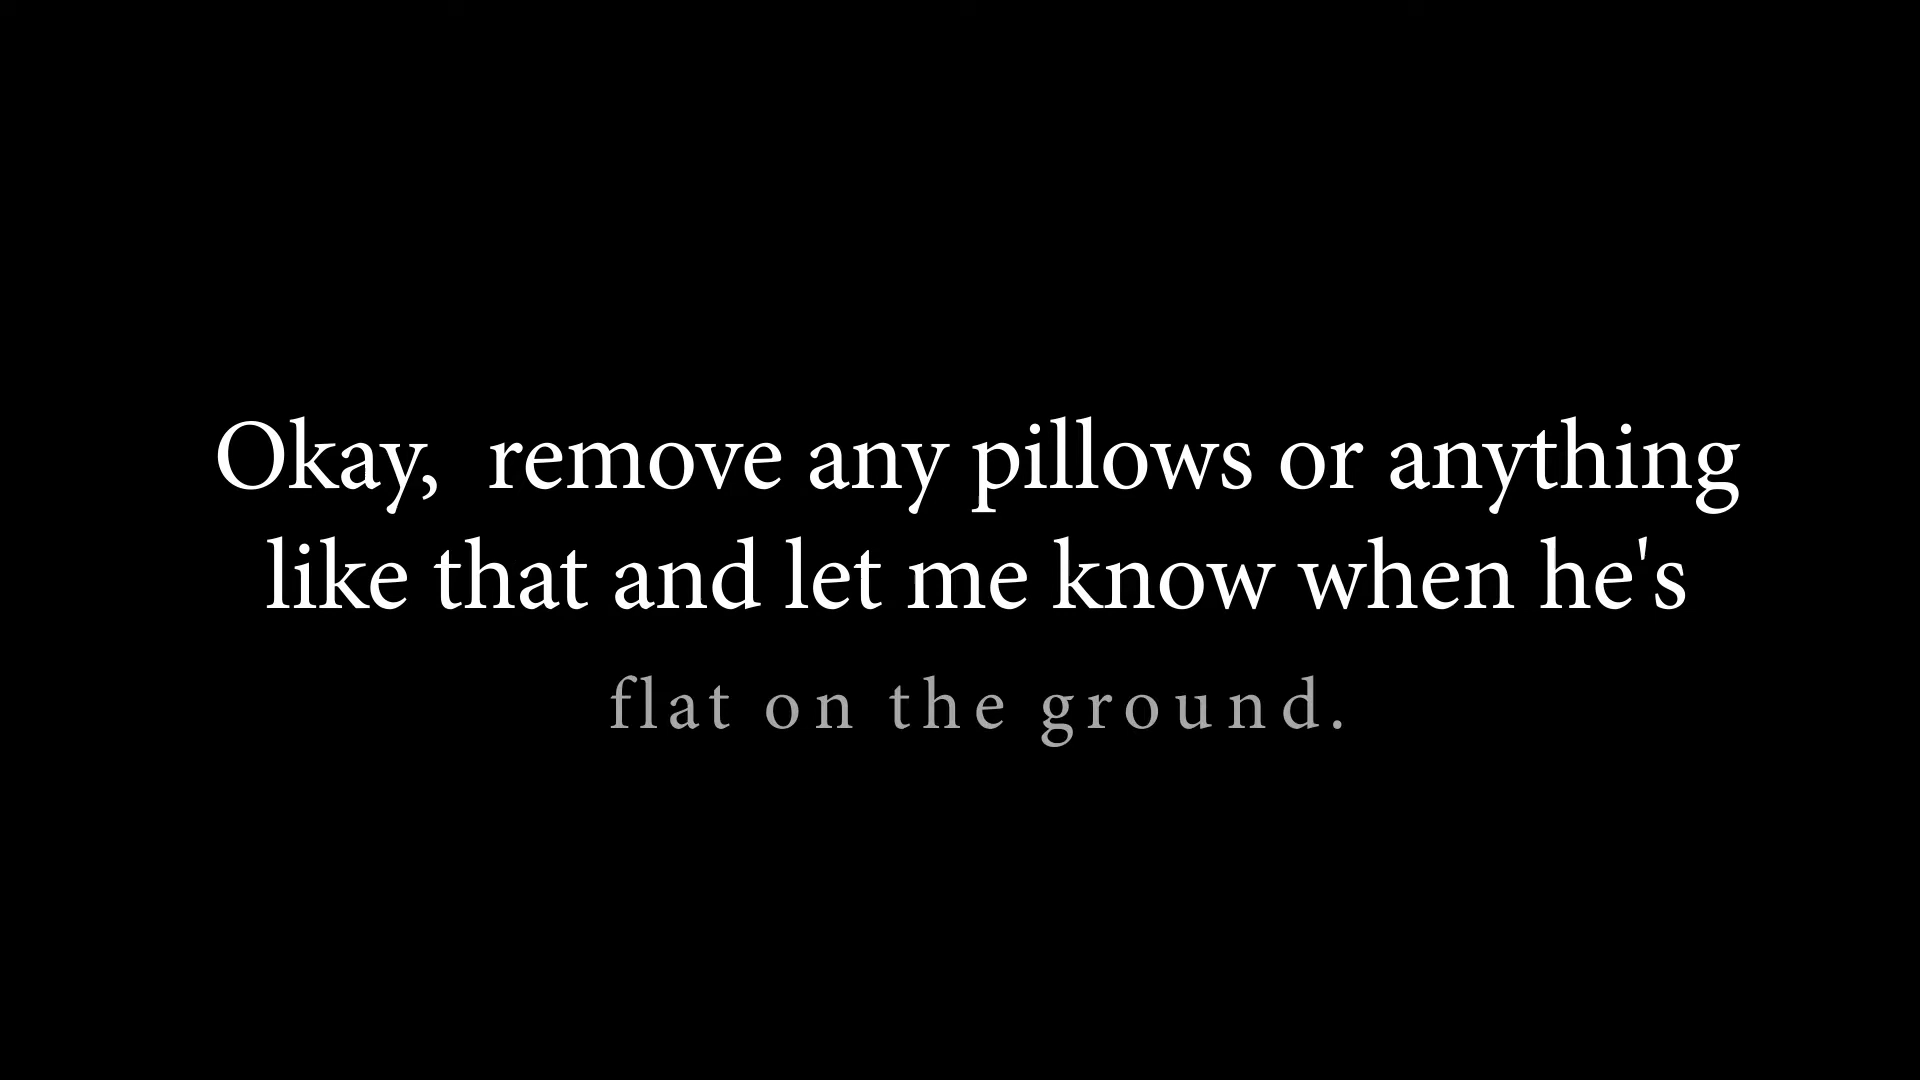 Okay,  remove any pillows or anything
like that and let me know when he's
flat on the ground.